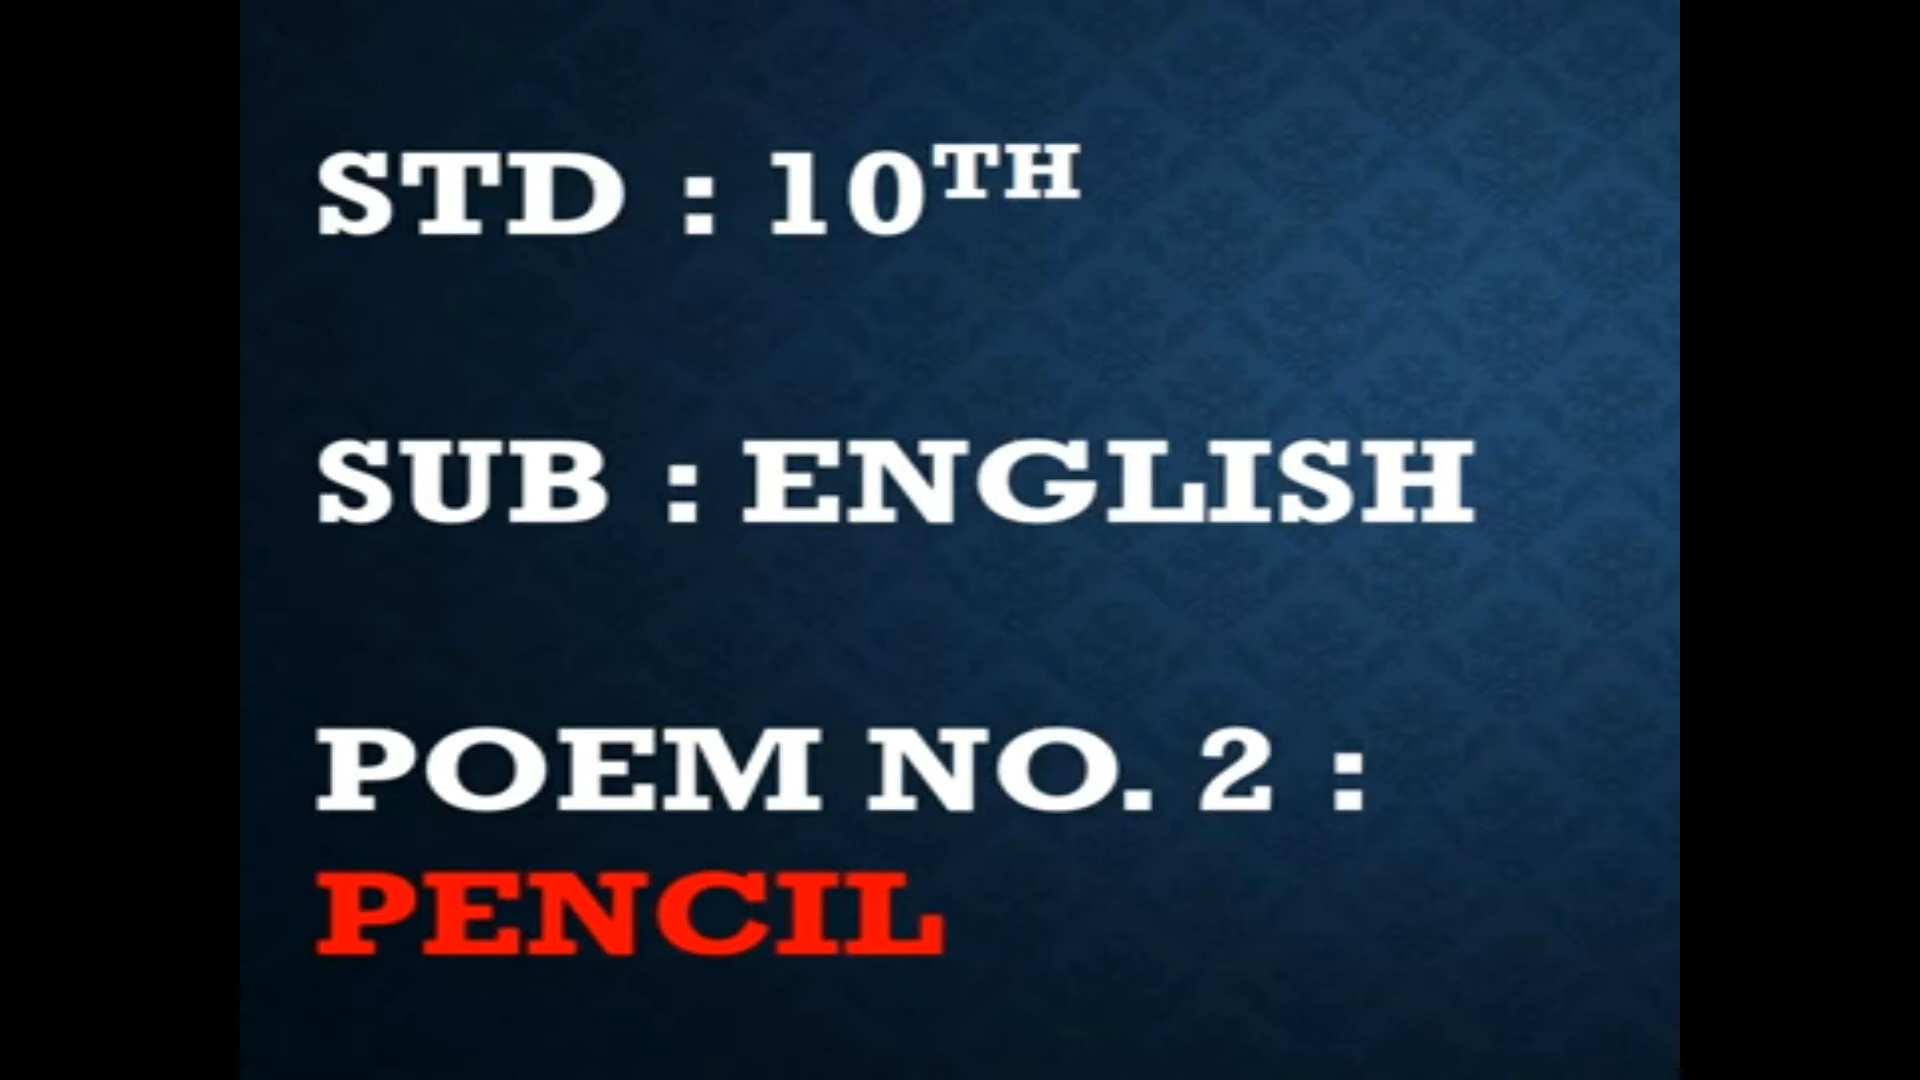 STD : 10TH
SUB : ENGLISH
POEM NO. 2 :
PENCIL